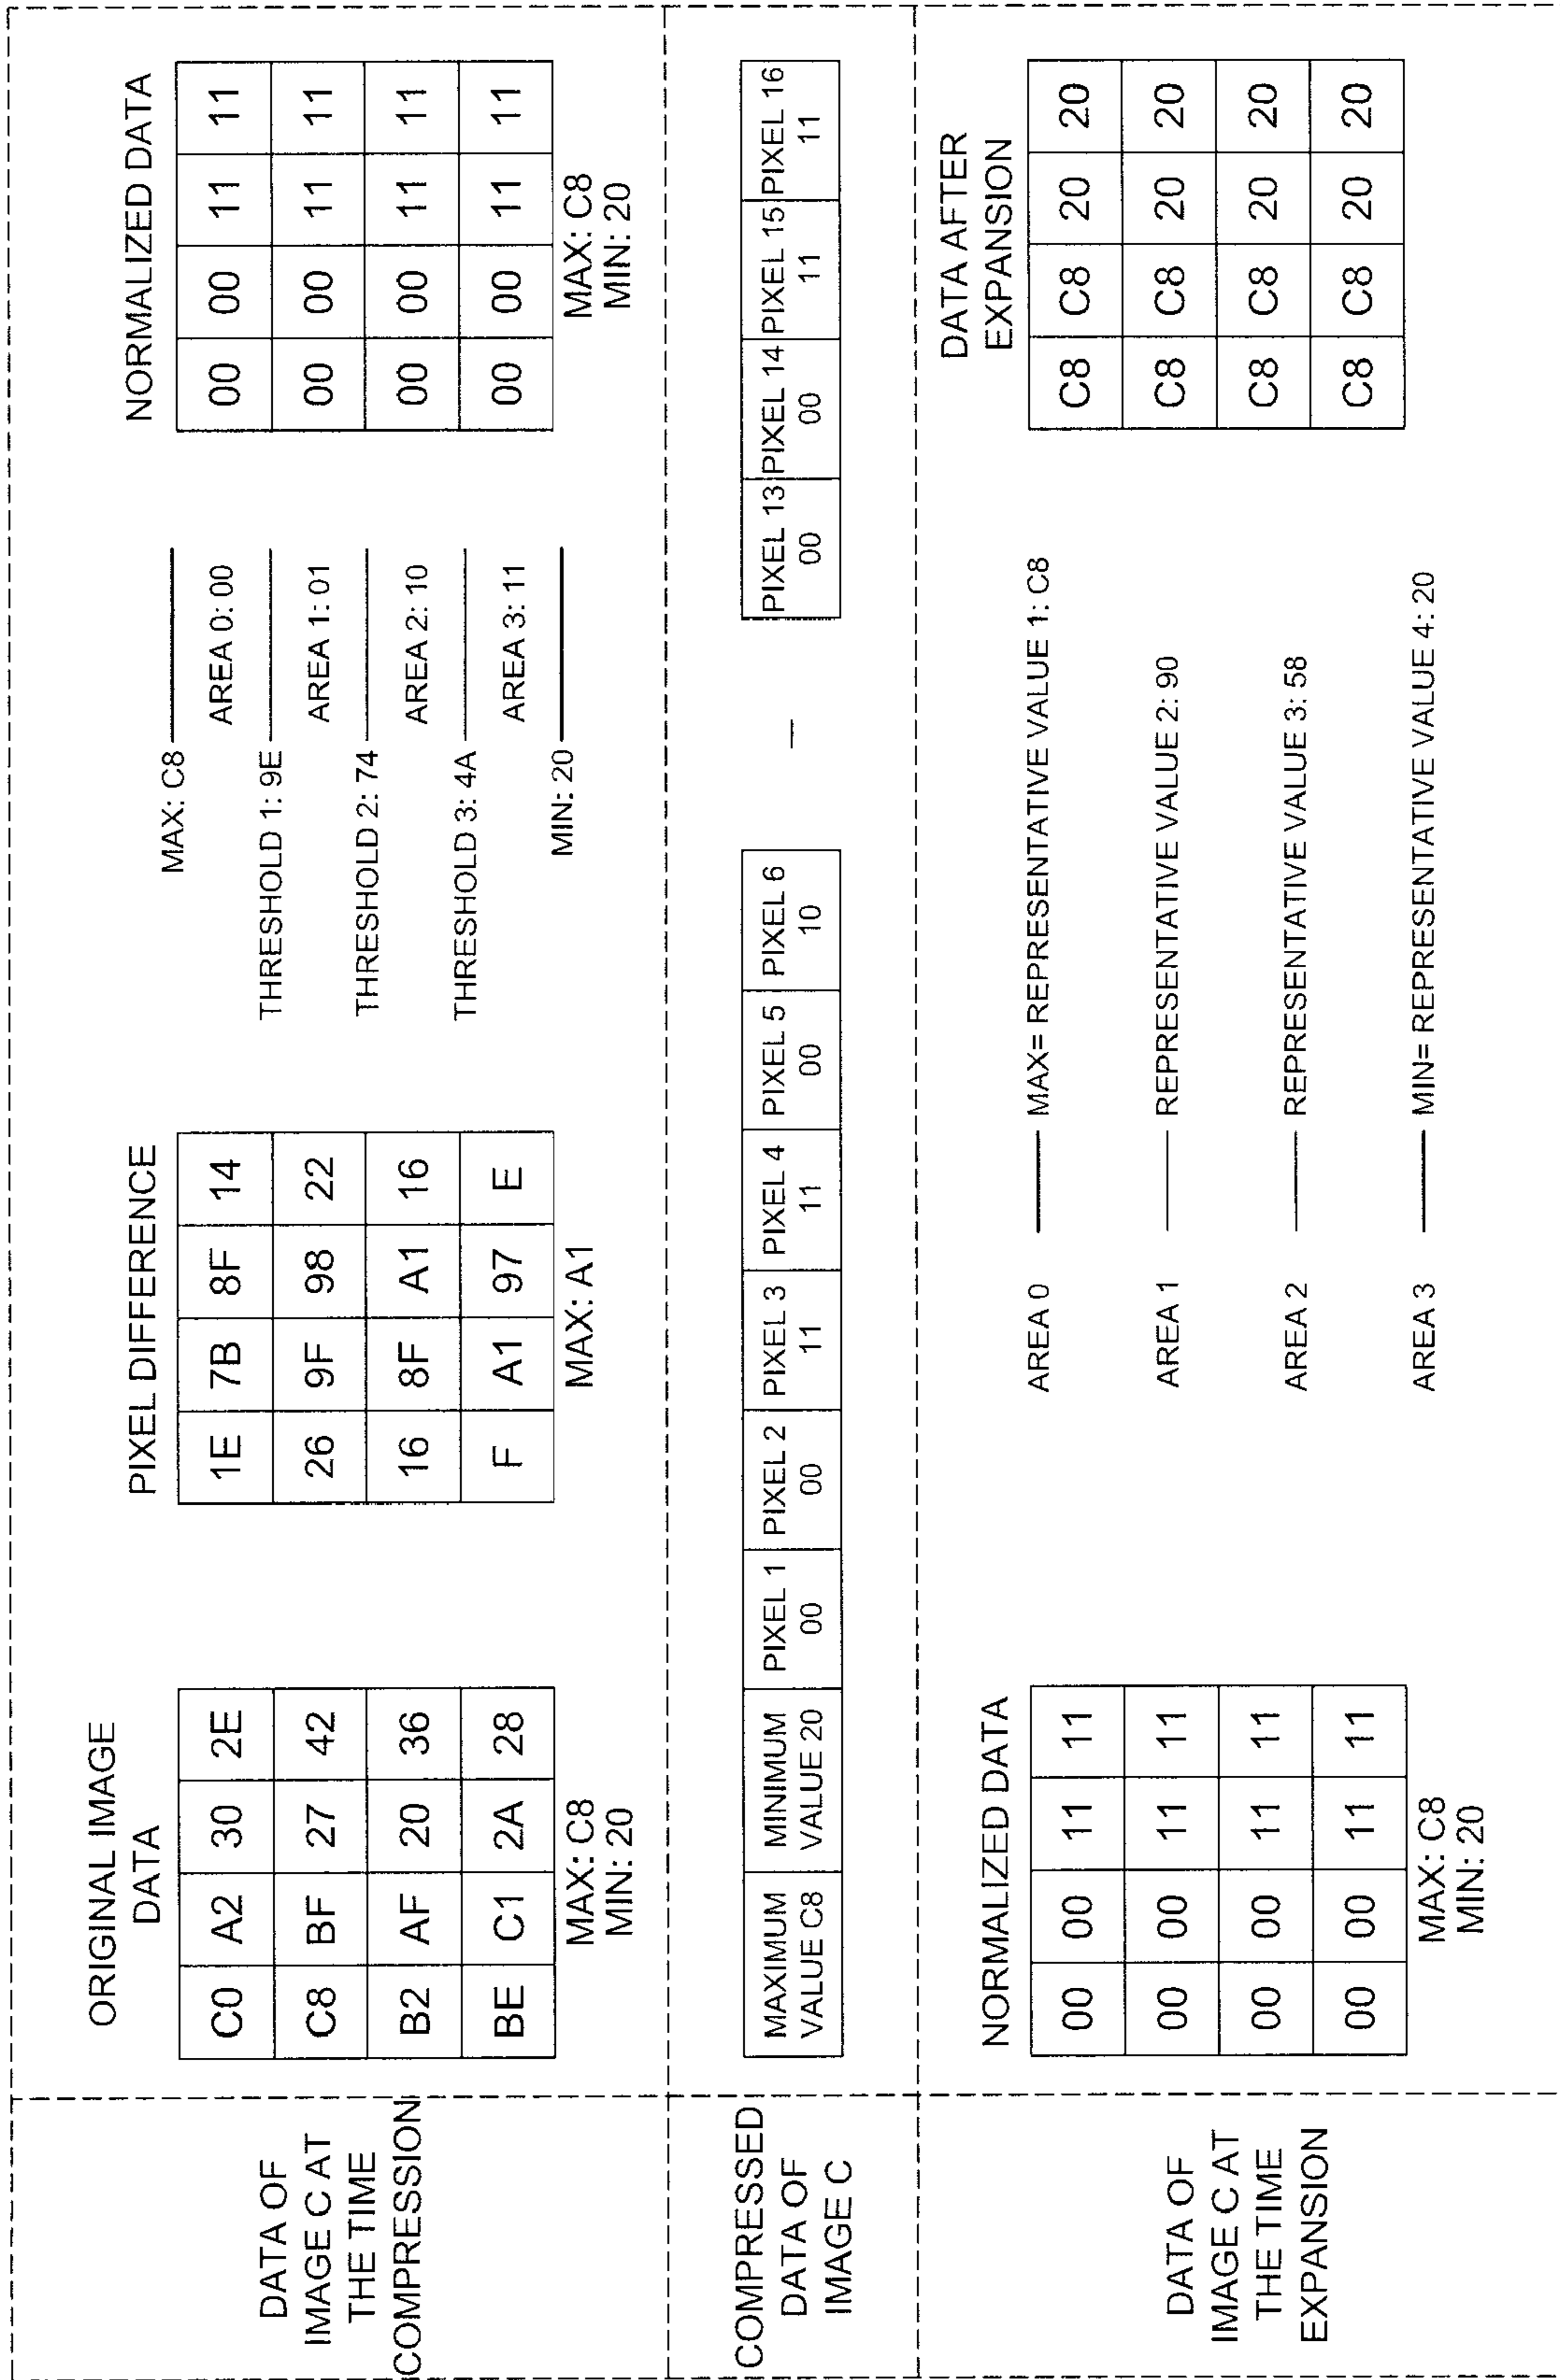 DATA OF
IMAGE C AT
THE TIME
COMPRESSION
ORIGINAL IMAGE
DATA
C0 A2 30 2E
C8 BF 27 42
B2 AF 20 36
BE C1 2A 28
MAX: C8
MIN: 20
PIXEL DIFFERENCE
1E 7B 8F 14
26 9F 98 22
16 8F A1 16
F A1 97 E
MAX: A1
MAX: C8
AREA 0: 00
THRESHOLD 1: 9E
AREA 1: 01
THRESHOLD 2: 74
AREA 2: 10
THRESHOLD 3: 4A
AREA 3: 11
MIN: 20
NORMALIZED DATA
00 00 11 11
00 00 11 11
00 00 11 11
00 00 11 11
MAX: C8
MIN: 20
COMPRESSED
DATA OF
IMAGE C
MAXIMUM
VALUE C8
MINIMUM
VALUE 20
PIXEL 1
00
PIXEL 2
00
PIXEL 3
11
PIXEL 4
11
PIXEL 5
00
PIXEL 6
10
—
PIXEL 13
00
PIXEL 14
00
PIXEL 15
11
PIXEL 16
11
DATA OF
IMAGE C AT
THE TIME
EXPANSION
NORMALIZED DATA
00 00 11 11
00 00 11 11
00 00 11 11
00 00 11 11
MAX: C8
MIN: 20
AREA 0
MAX= REPRESENTATIVE VALUE 1: C8
AREA 1
REPRESENTATIVE VALUE 2: 90
AREA 2
REPRESENTATIVE VALUE 3: 58
AREA 3
MIN= REPRESENTATIVE VALUE 4: 20
DATA AFTER
EXPANSION
C8 C8 20 20
C8 C8 20 20
C8 C8 20 20
C8 C8 20 20